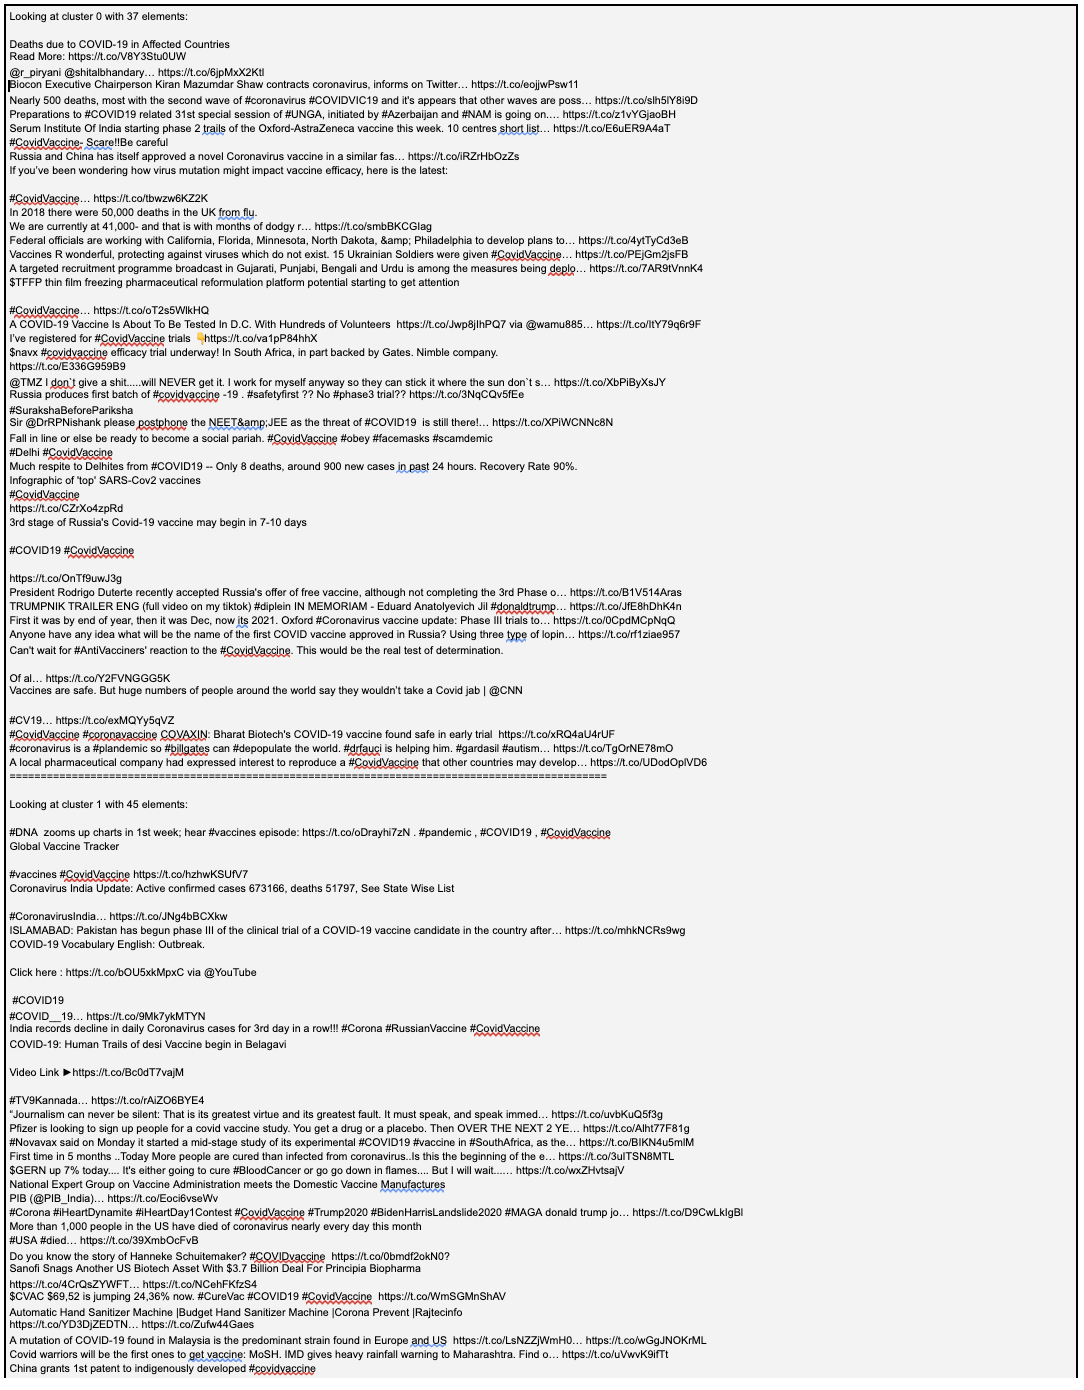 Looking at cluster 0 with 37 elements:
Deaths due to COVID-19 in Affected Countries
Read More: https://t.co/V8Y3Stu0UW
@r_piryani @shitalbhandary… https://t.co/6jpMxX2Ktl
Biocon Executive Chairperson Kiran Mazumdar Shaw contracts coronavirus, informs on Twitter… https://t.co/eojjwPsw11
Nearly 500 deaths, most with the second wave of #coronavirus #COVIDVIC19 and it's appears that other waves are poss… https://t.co/slh5lY8i9D
Preparations to #COVID19 related 31st special session of #UNGA, initiated by #Azerbaijan and #NAM is going on.… https://t.co/z1vYGjaoBH
Serum Institute Of India starting phase 2 trails of the Oxford-AstraZeneca vaccine this week. 10 centres short list… https://t.co/E6uER9A4aT
#CovidVaccine- Scare!!Be careful
Russia and China has itself approved a novel Coronavirus vaccine in a similar fas… https://t.co/iRZrHbOzZs
If you've been wondering how virus mutation might impact vaccine efficacy, here is the latest:
#CovidVaccine… https://t.co/tbwzw6KZ2K
In 2018 there were 50,000 deaths in the UK from flu.
We are currently at 41,000- and that is with months of dodgy r… https://t.co/smbBKCGIag
Federal officials are working with California, Florida, Minnesota, North Dakota, &amp; Philadelphia to develop plans to… https://t.co/4ytTyCd3eB
Vaccines R wonderful, protecting against viruses which do not exist. 15 Ukrainian Soldiers were given #CovidVaccine… https://t.co/PEjGm2jsFB
A targeted recruitment programme broadcast in Gujarati, Punjabi, Bengali and Urdu is among the measures being deplo… https://t.co/7AR9tVnnK4
$TFFP thin film freezing pharmaceutical reformulation platform potential starting to get attention
#CovidVaccine… https://t.co/oT2s5WlkHQ
A COVID-19 Vaccine Is About To Be Tested In D.C. With Hundreds of Volunteers https://t.co/Jwp8jIhPQ7 via @wamu885… https://t.co/ltY79q6r9F
I've registered for #CovidVaccine trials 👇https://t.co/va1pP84hhX
$navx #covidvaccine efficacy trial underway! In South Africa, in part backed by Gates. Nimble company.
https://t.co/E336G959B9
@TMZ I don`t give a shit.....will NEVER get it. I work for myself anyway so they can stick it where the sun don`t s… https://t.co/XbPiByXsJY
Russia produces first batch of #covidvaccine -19 . #safetyfirst ?? No #phase3 trial?? https://t.co/3NqCQv5fEe
#SurakshaBeforePariksha
Sir @DrRPNishank please postphone the NEET&amp;JEE as the threat of #COVID19 is still there!… https://t.co/XPiWCNNc8N
Fall in line or else be ready to become a social pariah. #CovidVaccine #obey #facemasks #scamdemic
#Delhi #CovidVaccine
Much respite to Delhites from #COVID19 -- Only 8 deaths, around 900 new cases in past 24 hours. Recovery Rate 90%.
Infographic of 'top' SARS-Cov2 vaccines
#CovidVaccine
https://t.co/CZrXo4zpRd
3rd stage of Russia's Covid-19 vaccine may begin in 7-10 days
#COVID19 #CovidVaccine
https://t.co/OnTf9uwJ3g
President Rodrigo Duterte recently accepted Russia's offer of free vaccine, although not completing the 3rd Phase o… https://t.co/B1V514Aras
TRUMPNIK TRAILER ENG (full video on my tiktok) #diplein IN MEMORIAM - Eduard Anatolyevich Jil #donaldtrump… https://t.co/JfE8hDhK4n
First it was by end of year, then it was Dec, now its 2021. Oxford #Coronavirus vaccine update: Phase III trials to… https://t.co/0CpdMCpNqQ
Anyone have any idea what will be the name of the first COVID vaccine approved in Russia? Using three type of lopin… https://t.co/rf1ziae957
Can't wait for #AntiVacciners' reaction to the #CovidVaccine. This would be the real test of determination.
Of al… https://t.co/Y2FVNGGG5K
Vaccines are safe. But huge numbers of people around the world say they wouldn't take a Covid jab | @CNN
#CV19… https://t.co/exMQYy5qVZ
#CovidVaccine #coronavaccine COVAXIN: Bharat Biotech's COVID-19 vaccine found safe in early trial https://t.co/xRQ4aU4rUF
#coronavirus is a #plandemic so #billgates can #depopulate the world. #drfauci is helping him. #gardasil #autism… https://t.co/TgOrNE78mO
A local pharmaceutical company had expressed interest to reproduce a #CovidVaccine that other countries may develop… https://t.co/UDodOplVD6
================================================================================================
Looking at cluster 1 with 45 elements:
#DNA zooms up charts in 1st week; hear #vaccines episode: https://t.co/oDrayhi7zN . #pandemic , #COVID19 , #CovidVaccine
Global Vaccine Tracker
#vaccines #CovidVaccine https://t.co/hzhwKSUfV7
Coronavirus India Update: Active confirmed cases 673166, deaths 51797, See State Wise List
#CoronavirusIndia… https://t.co/JNg4bBCXkw
ISLAMABAD: Pakistan has begun phase III of the clinical trial of a COVID-19 vaccine candidate in the country after… https://t.co/mhkNCRs9wg
COVID-19 Vocabulary English: Outbreak.
Click here : https://t.co/bOU5xkMpxC via @YouTube
#COVID19
#COVID__19… https://t.co/9Mk7ykMTYN
India records decline in daily Coronavirus cases for 3rd day in a row!!! #Corona #RussianVaccine #CovidVaccine
COVID-19: Human Trails of desi Vaccine begin in Belagavi
Video Link ►https://t.co/Bc0dT7vajM
#TV9Kannada… https://t.co/rAiZO6BYE4
“Journalism can never be silent: That is its greatest virtue and its greatest fault. It must speak, and speak immed… https://t.co/uvbKuQ5f3g
Pfizer is looking to sign up people for a covid vaccine study. You get a drug or a placebo. Then OVER THE NEXT 2 YE… https://t.co/Alht77F81g
#Novavax said on Monday it started a mid-stage study of its experimental #COVID19 #vaccine in #SouthAfrica, as the… https://t.co/BIKN4u5mlM
First time in 5 months ..Today More people are cured than infected from coronavirus..Is this the beginning of the e… https://t.co/3ulTSN8MTL
$GERN up 7% today.... It's either going to cure #BloodCancer or go go down in flames.... But I will wait...… https://t.co/wxZHvtsajV
National Expert Group on Vaccine Administration meets the Domestic Vaccine Manufactures
PIB (@PIB_India)… https://t.co/Eoci6vseWv
#Corona #iHeartDynamite #iHeartDay1Contest #CovidVaccine #Trump2020 #BidenHarrisLandslide2020 #MAGA donald trump jo… https://t.co/D9CwLkIgBl
More than 1,000 people in the US have died of coronavirus nearly every day this month
#USA #died… https://t.co/39XmbOcFvB
Do you know the story of Hanneke Schuitemaker? #COVIDvaccine https://t.co/0bmdf2okN0?
Sanofi Snags Another US Biotech Asset With $3.7 Billion Deal For Principia Biopharma
https://t.co/4CrQsZYWFT… https://t.co/NCehFKfzS4
$CVAC $69,52 is jumping 24,36% now. #CureVac #COVID19 #CovidVaccine https://t.co/WmSGMnShAV
Automatic Hand Sanitizer Machine |Budget Hand Sanitizer Machine |Corona Prevent |Rajtecinfo
https://t.co/YD3DjZEDTN… https://t.co/Zufw44Gaes
A mutation of COVID-19 found in Malaysia is the predominant strain found in Europe and US https://t.co/LsNZZjWmH0… https://t.co/wGgJNOKrML
Covid warriors will be the first ones to get vaccine: MoSH. IMD gives heavy rainfall warning to Maharashtra. Find o… https://t.co/uVwvK9ifTt
China grants 1st patent to indigenously developed #covidvaccine